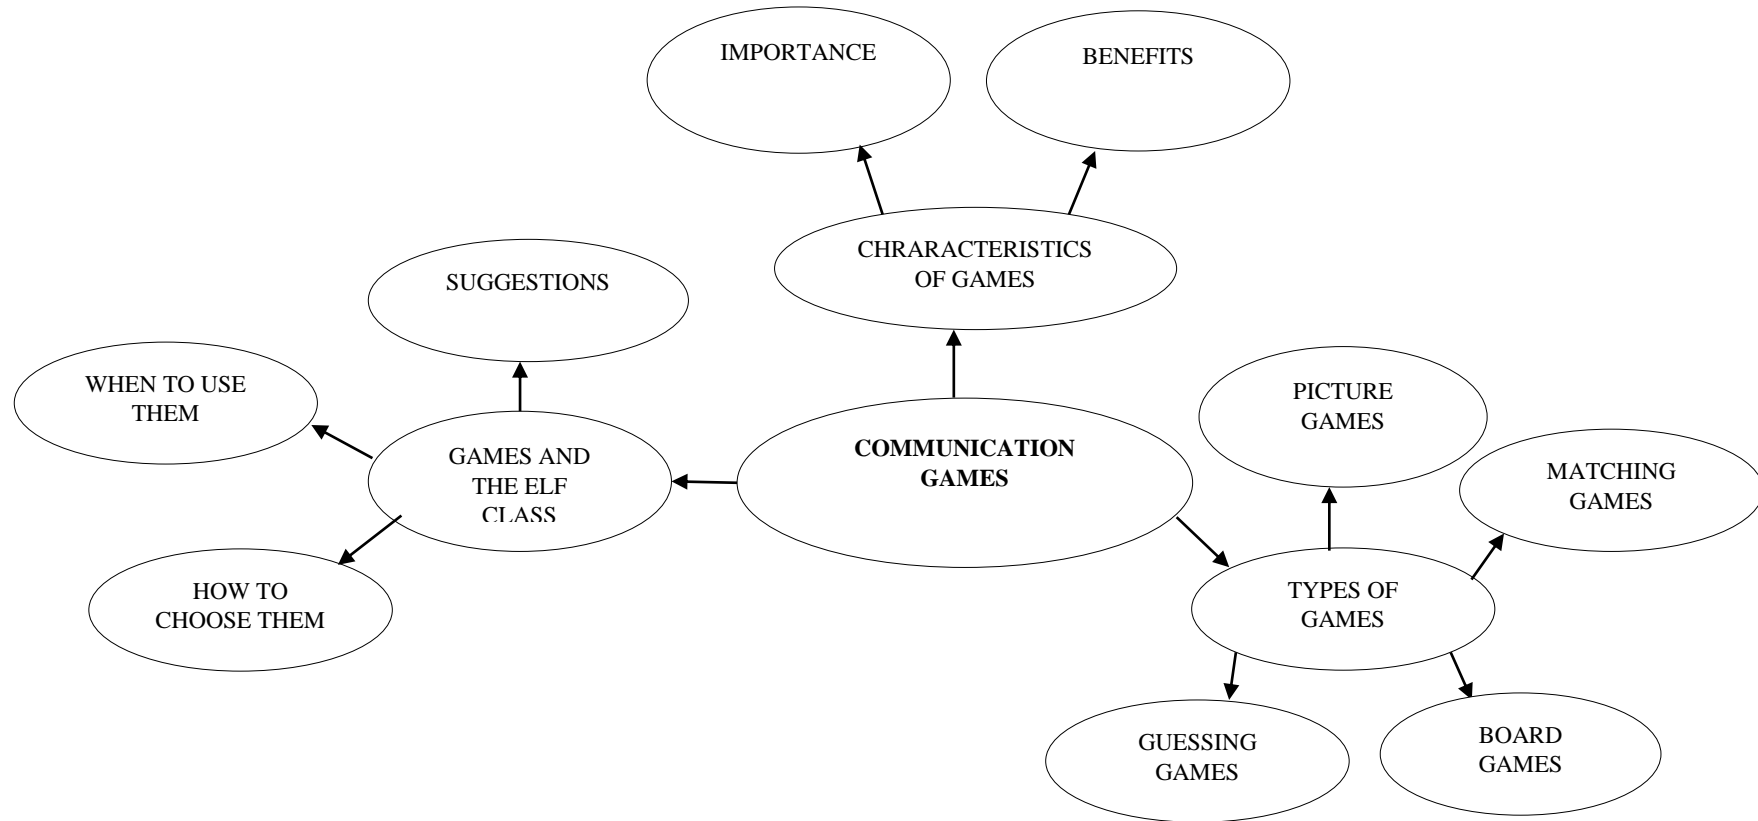 IMPORTANCE
BENEFITS
CHRARACTERISTICS
OF GAMES
SUGGESTIONS
WHEN TO USE
THEM
GAMES AND
THE ELF
CLASS
HOW TO
CHOOSE THEM
COMMUNICATION
GAMES
PICTURE
GAMES
MATCHING
GAMES
TYPES OF
GAMES
GUESSING
GAMES
BOARD
GAMES